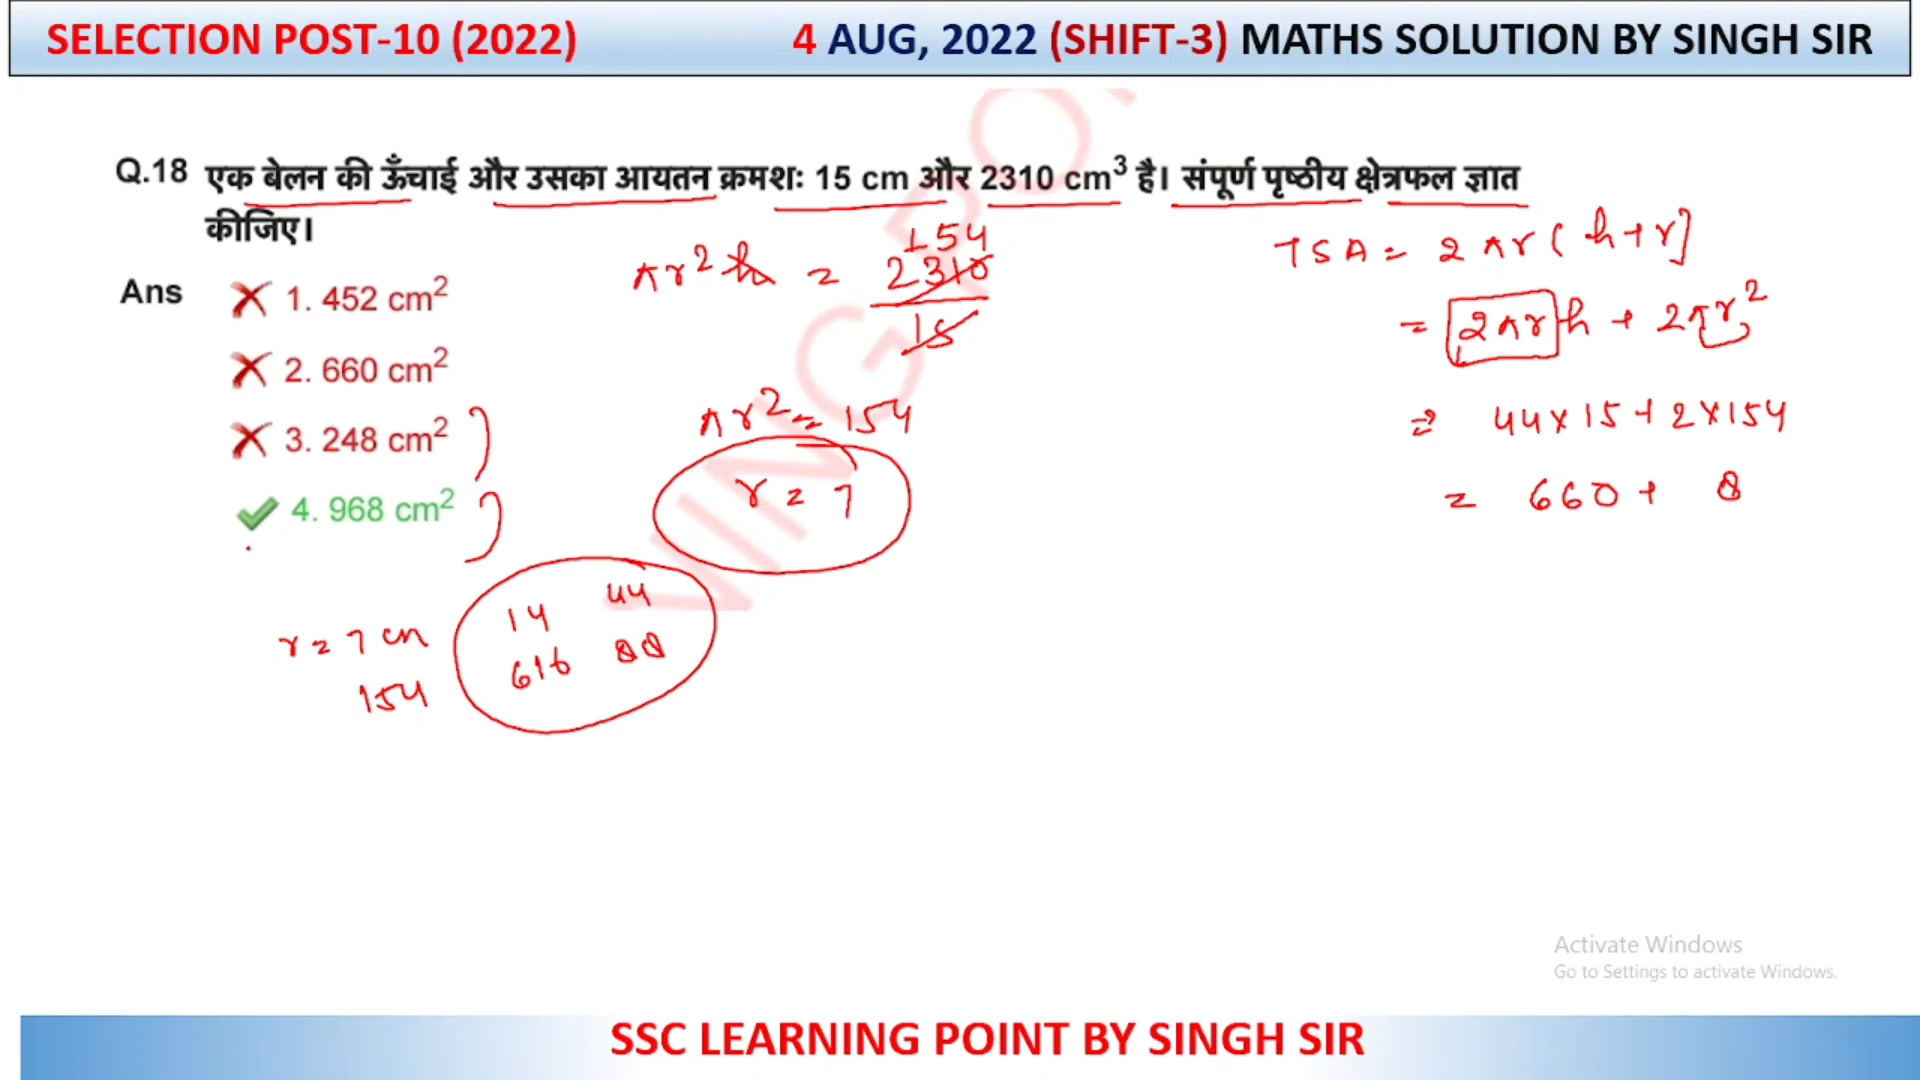 SELECTION POST-10 (2022) 4 AUG, 2022 (SHIFT-3) MATHS SOLUTION BY SINGH SIR
Q.18 एक बेलन की ऊँचाई और उसका आयतन क्रमशः 15 cm और 2310 cm³ है। संपूर्ण पृष्ठीय क्षेत्रफल ज्ञात
कीजिए।
Ans 1. 452 cm²
2. 660 cm²
3. 248 cm²
4. 968 cm²
154
πr²h = 2310
15
πr² = 154
r = 7
TSA = 2πr(h+r]
= 2πrh + 2πr²
= 44×15+2×154
= 660+ 8
r = 7 cm
154
14 44
616 88
WING PO
Activate Windows
Go to Settings to activate Windows.
SSC LEARNING POINT BY SINGH SIR